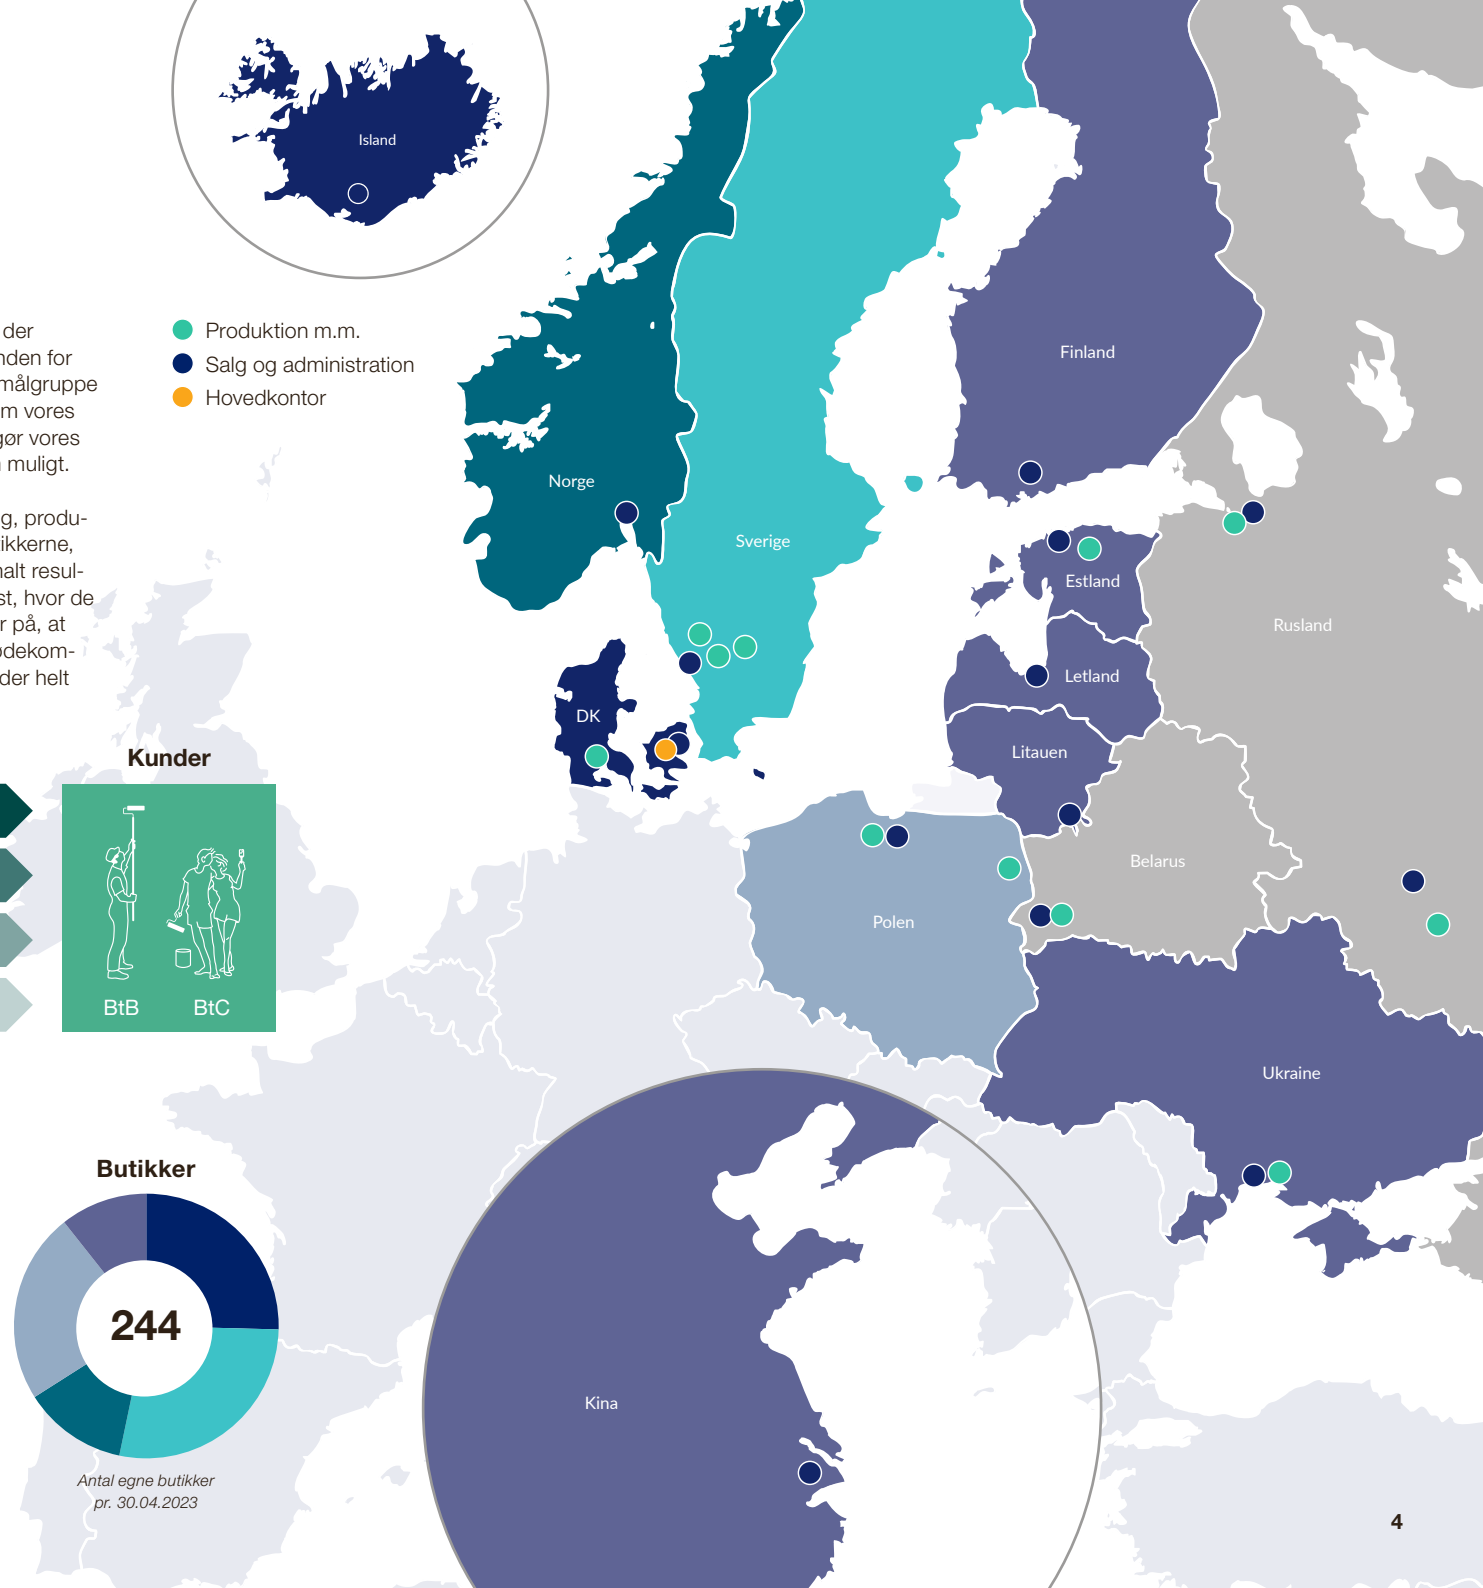 Island
der
nden for
målgruppe
m vores
gør vores
muligt.
g, produ-
ikkerne,
nalt resul-
st, hvor de
r på, at
ødekom-
der helt
Produktion m.m.
Salg og administration
Hovedkontor
Finland
Norge
Sverige
Estland
Rusland
Letland
DK
Litauen
Belarus
Polen
Ukraine
Kina
Kunder
BtB BtC
Butikker
244
Antal egne butikker
pr. 30.04.2023
4